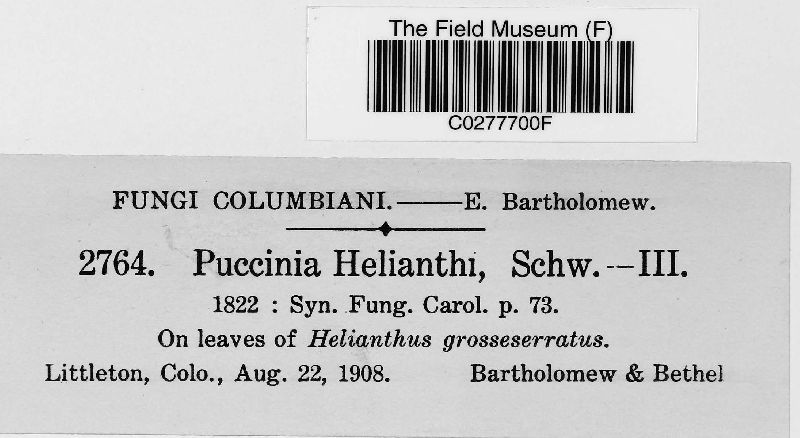 The Field Museum (F)
C0277700F
FUNGI COLUMBIANI.——E. Bartholomew.
2764. Puccinia Helianthi, Schw.—III.
1822 : Syn. Fung. Carol. p. 73.
On leaves of Helianthus grosseserratus.
Littleton, Colo., Aug. 22, 1908. Bartholomew & Bethel